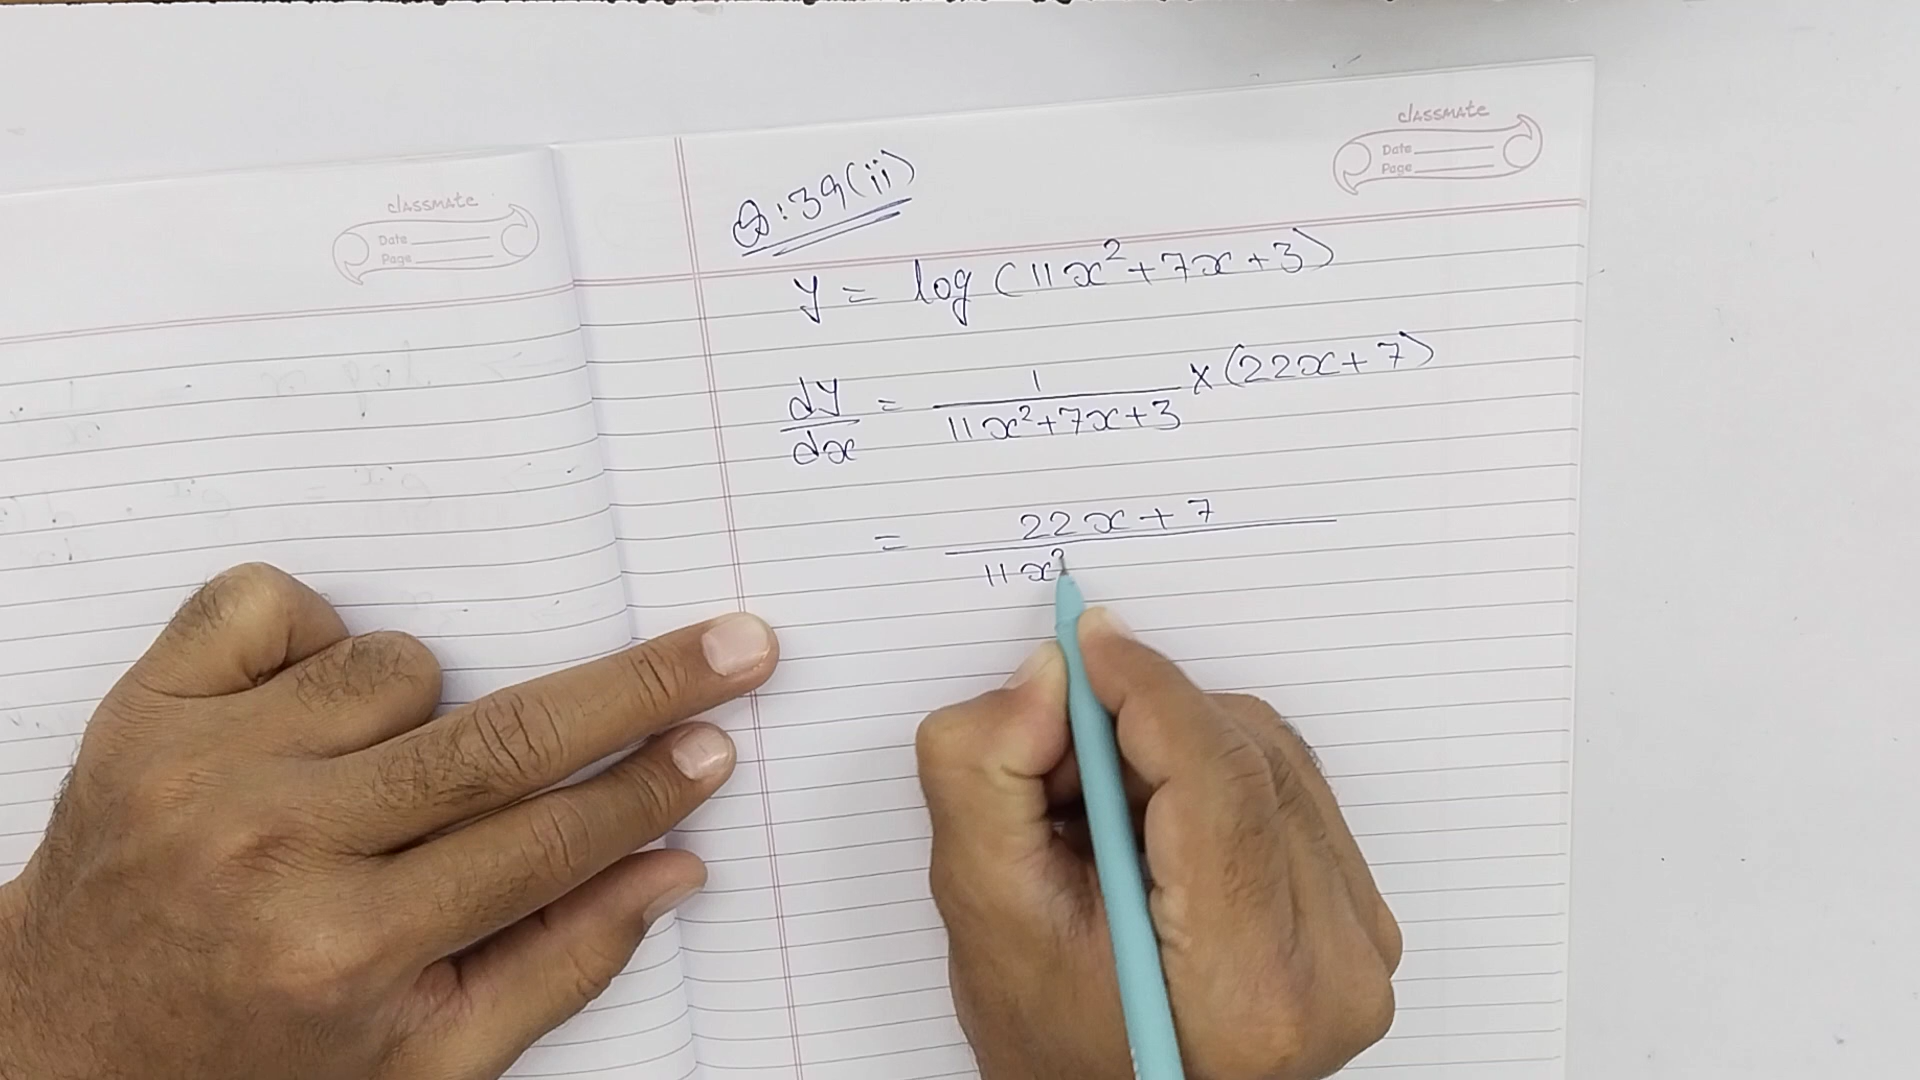 classmate
Date
Page
classmate
Date
Page
Q:39(ii)
y = log (11x²+7x+3)
dy/dx = 1/(11x²+7x+3) × (22x+7)
= 22x+7
11x²